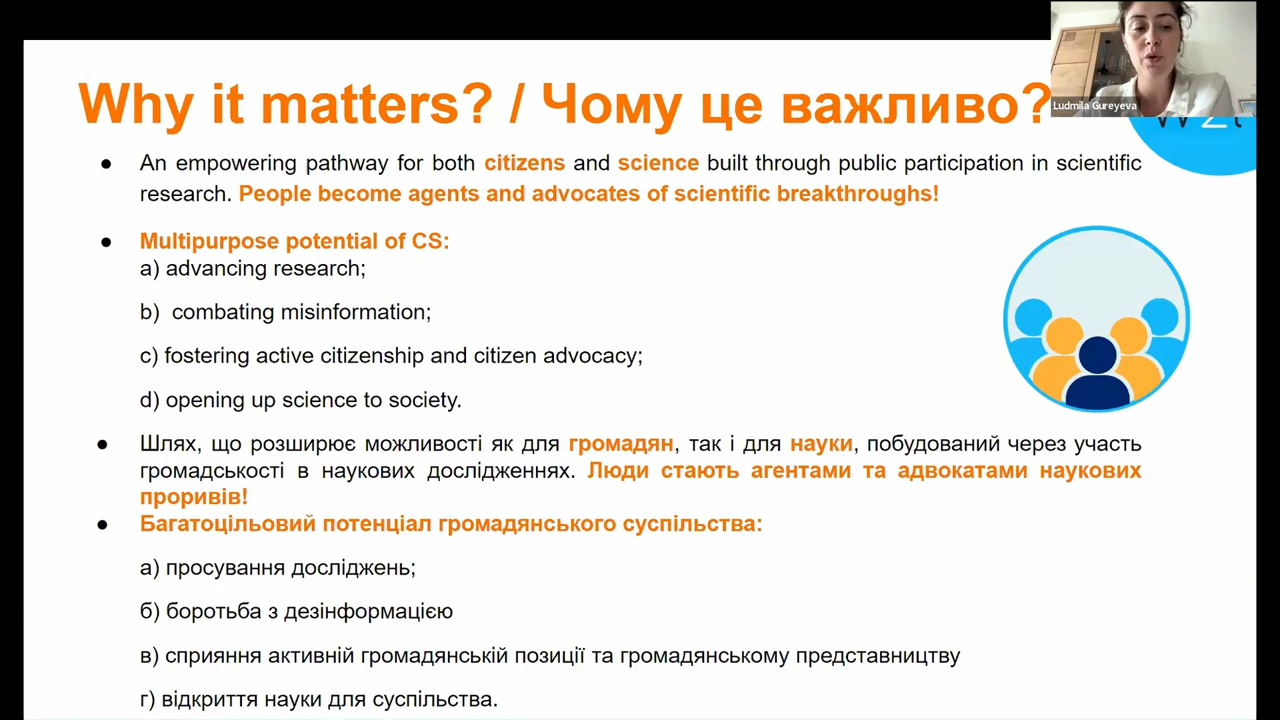 Why it matters? / Чому це важливо?
Ludmila Gureyeva
● An empowering pathway for both citizens and science built through public participation in scientific
research. People become agents and advocates of scientific breakthroughs!
● Multipurpose potential of CS:
a) advancing research;
b) combating misinformation;
c) fostering active citizenship and citizen advocacy;
d) opening up science to society.
● Шлях, що розширює можливості як для громадян, так і для науки, побудований через участь
громадськості в наукових дослідженнях. Люди стають агентами та адвокатами наукових
проривів!
● Багатоцільовий потенціал громадянського суспільства:
а) просування досліджень;
б) боротьба з дезінформацією
в) сприяння активній громадянській позиції та громадянському представництву
г) відкриття науки для суспільства.